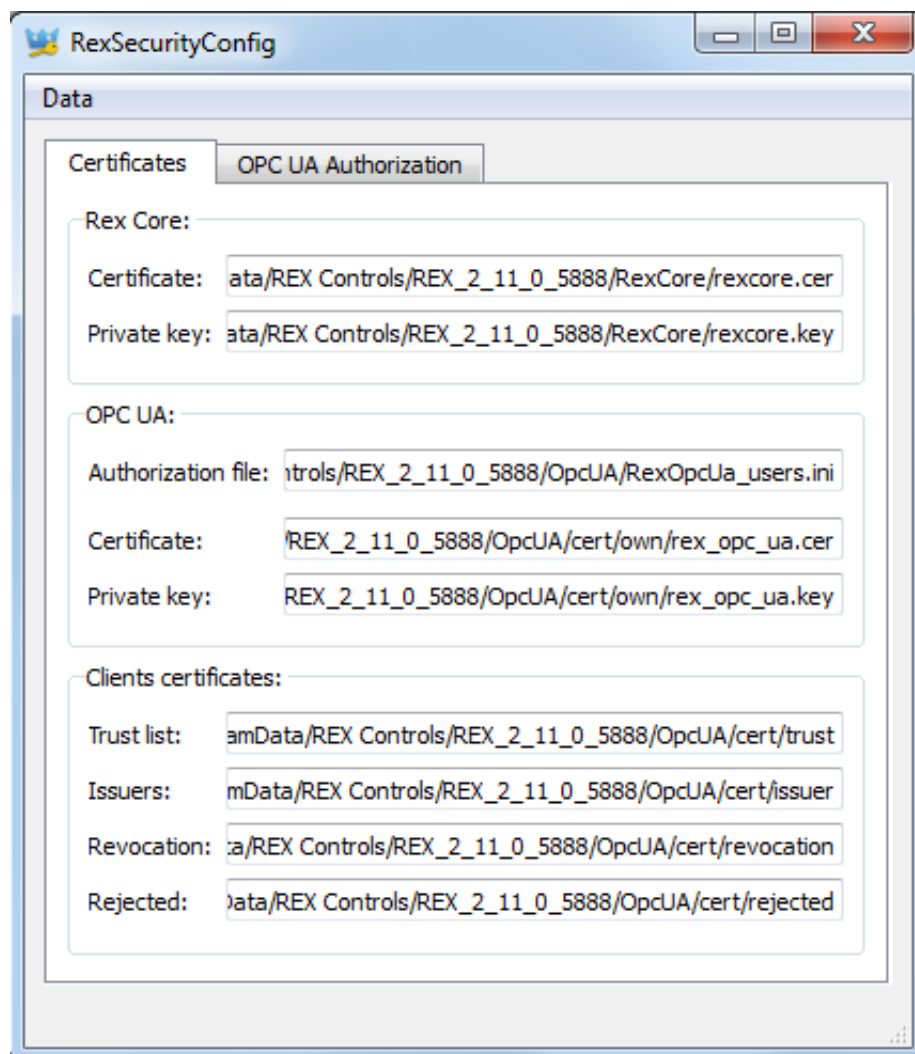 RexSecurityConfig
Data
Certificates OPC UA Authorization
Rex Core:
Certificate: ata/REX Controls/REX_2_11_0_5888/RexCore/rexcore.cer
Private key: ata/REX Controls/REX_2_11_0_5888/RexCore/rexcore.key
OPC UA:
Authorization file: ntrols/REX_2_11_0_5888/OpcUA/RexOpcUa_users.ini
Certificate: /REX_2_11_0_5888/OpcUA/cert/own/rex_opc_ua.cer
Private key: REX_2_11_0_5888/OpcUA/cert/own/rex_opc_ua.key
Clients certificates:
Trust list: amData/REX Controls/REX_2_11_0_5888/OpcUA/cert/trust
Issuers: mData/REX Controls/REX_2_11_0_5888/OpcUA/cert/issuer
Revocation: ta/REX Controls/REX_2_11_0_5888/OpcUA/cert/revocation
Rejected: Data/REX Controls/REX_2_11_0_5888/OpcUA/cert/rejected